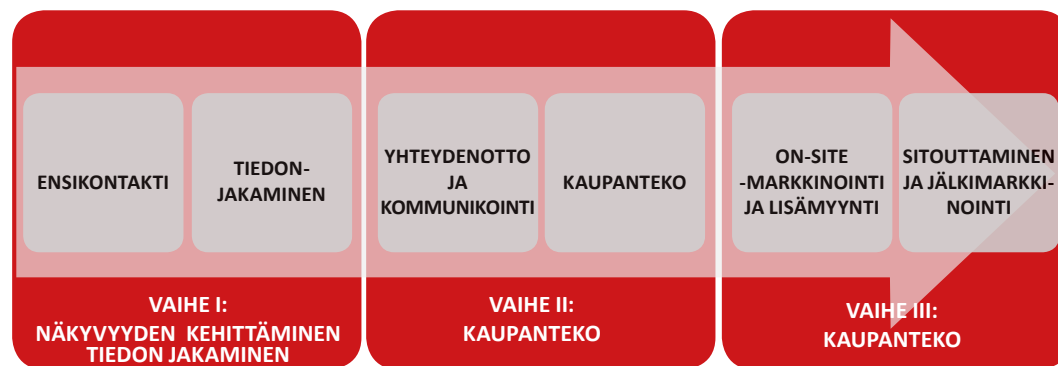 ENSIKONTAKTI
TIEDON-
JAKAMINEN
YHTEYDENOTTO
JA
KOMMUNIKOINTI
KAUPANTEKO
ON-SITE
-MARKKINOINTI
JA LISÄMYYNTI
SITOUTTAMINEN
JA JÄLKIMARKKI-
NOINTI
VAIHE I:
NÄKYVYYDEN KEHITTÄMINEN
TIEDON JAKAMINEN
VAIHE II:
KAUPANTEKO
VAIHE III:
KAUPANTEKO